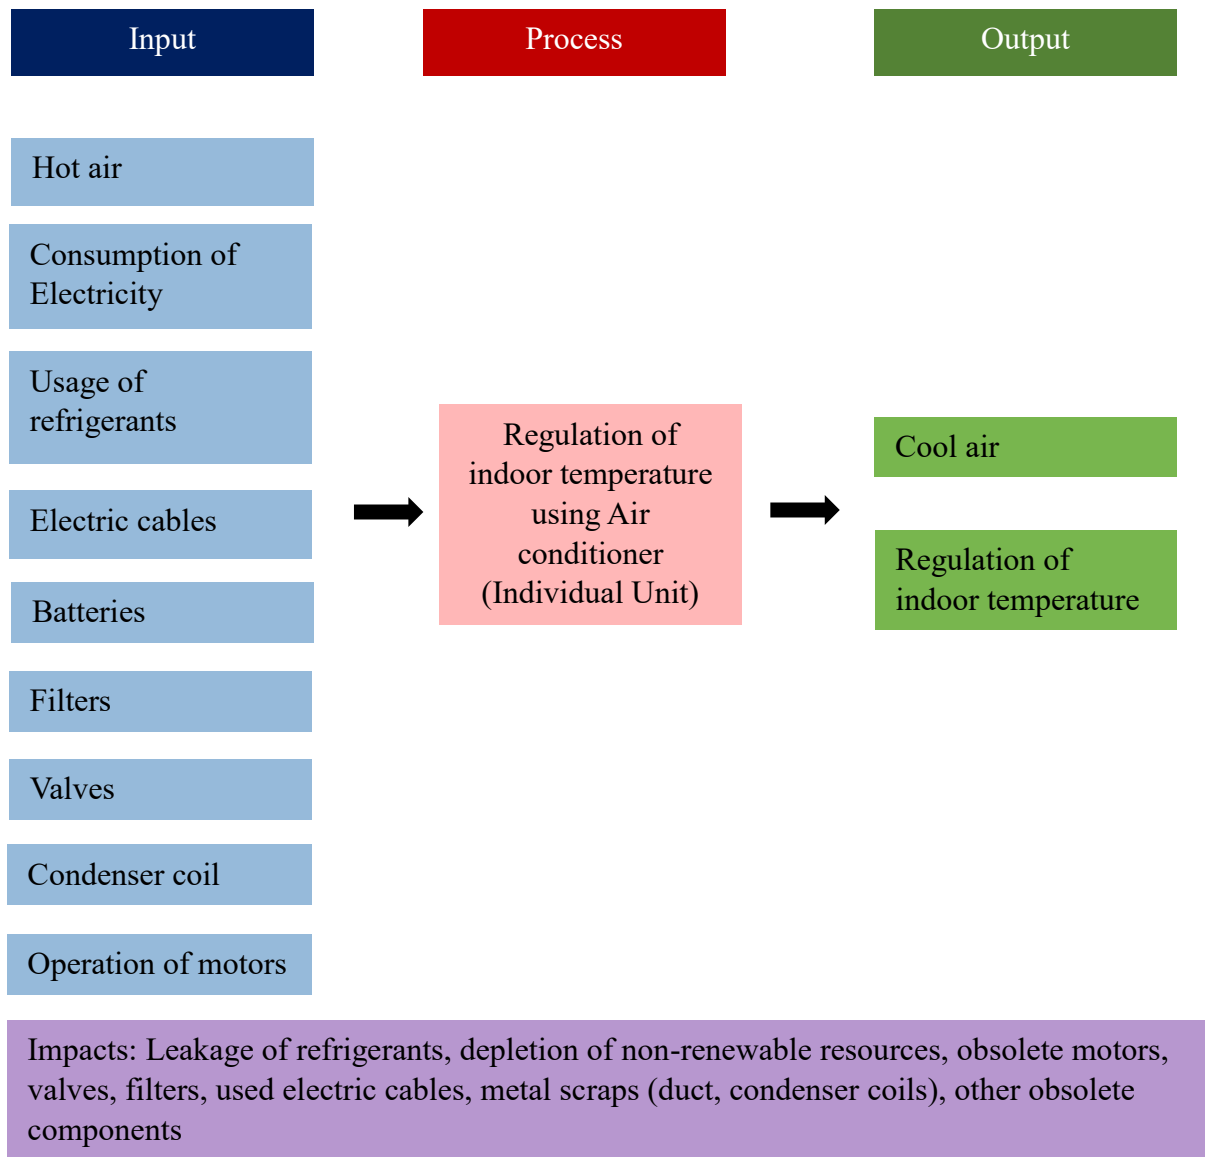 Input
Process
Output
Hot air
Consumption of
Electricity
Usage of
refrigerants
Electric cables
Batteries
Filters
Valves
Condenser coil
Operation of motors
Regulation of
indoor temperature
using Air
conditioner
(Individual Unit)
Cool air
Regulation of
indoor temperature
Impacts: Leakage of refrigerants, depletion of non-renewable resources, obsolete motors,
valves, filters, used electric cables, metal scraps (duct, condenser coils), other obsolete
components